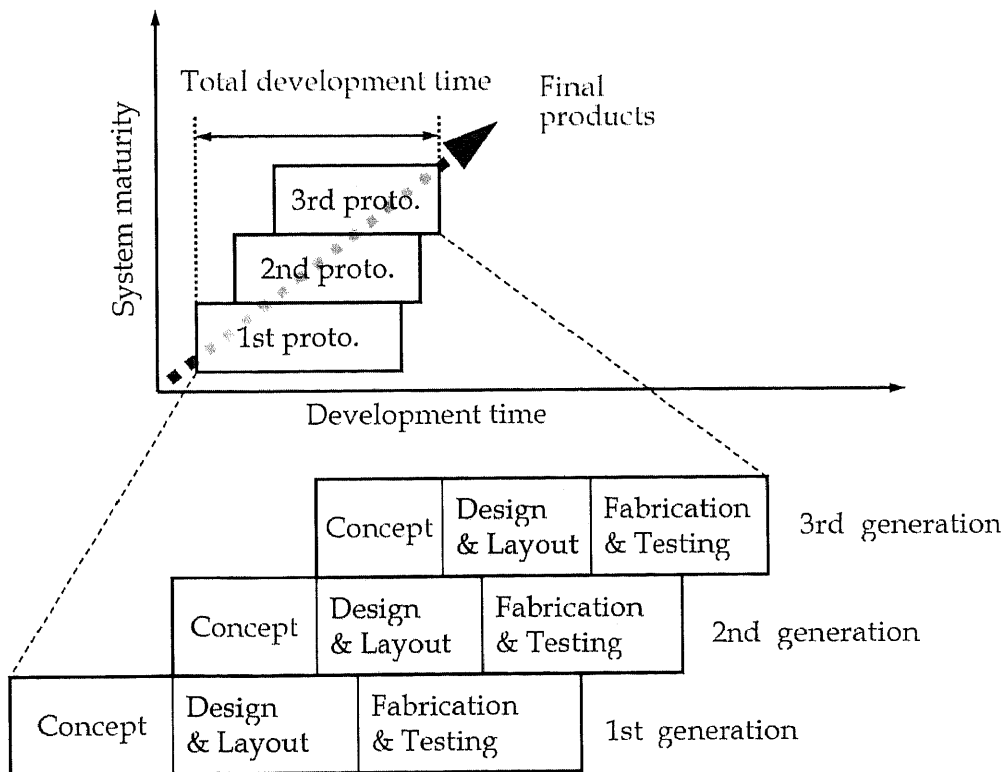 Total development time
Final
products
System maturity
3rd proto.
2nd proto.
1st proto.
Development time
Concept
Design
& Layout
Fabrication
& Testing
3rd generation
Concept
Design
& Layout
Fabrication
& Testing
2nd generation
Concept
Design
& Layout
Fabrication
& Testing
1st generation